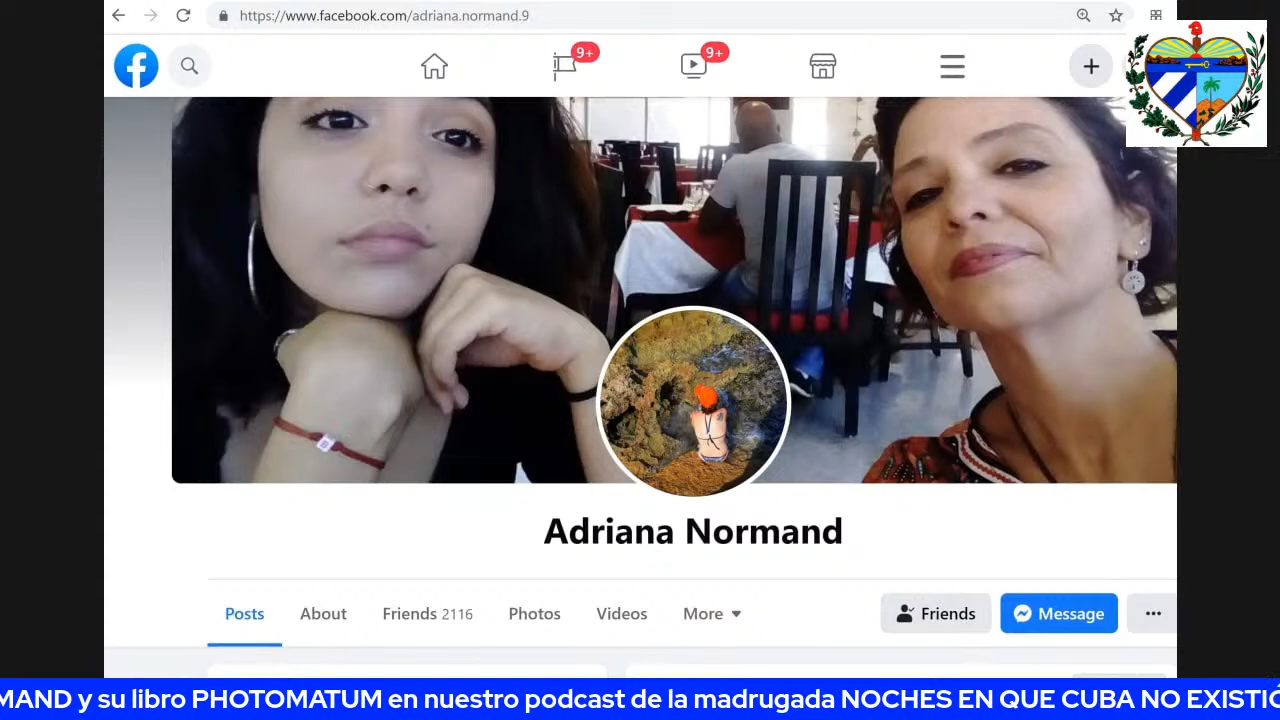 https://www.facebook.com/adriana.normand.9
9+
9+
Adriana Normand
Posts About Friends 2116 Photos Videos More
Friends Message
MAND y su libro PHOTOMATUM en nuestro podcast de la madrugada NOCHES EN QUE CUBA NO EXISTIÓ